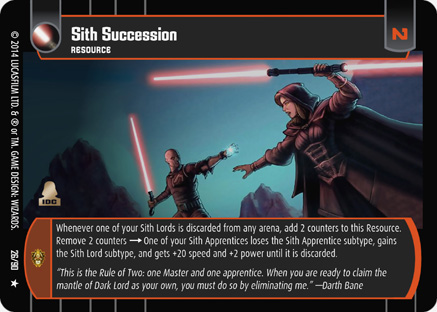 Sith Succession
RESOURCE
N
© 2014 LUCASFILM LTD. & ® or TM. GAME DESIGN: WIZARDS.
IDC
Whenever one of your Sith Lords is discarded from any arena, add 2 counters to this Resource.
Remove 2 counters → One of your Sith Apprentices loses the Sith Apprentice subtype, gains
the Sith Lord subtype, and gets +20 speed and +2 power until it is discarded.
"This is the Rule of Two: one Master and one apprentice. When you are ready to claim the
mantle of Dark Lord as your own, you must do so by eliminating me." —Darth Bane